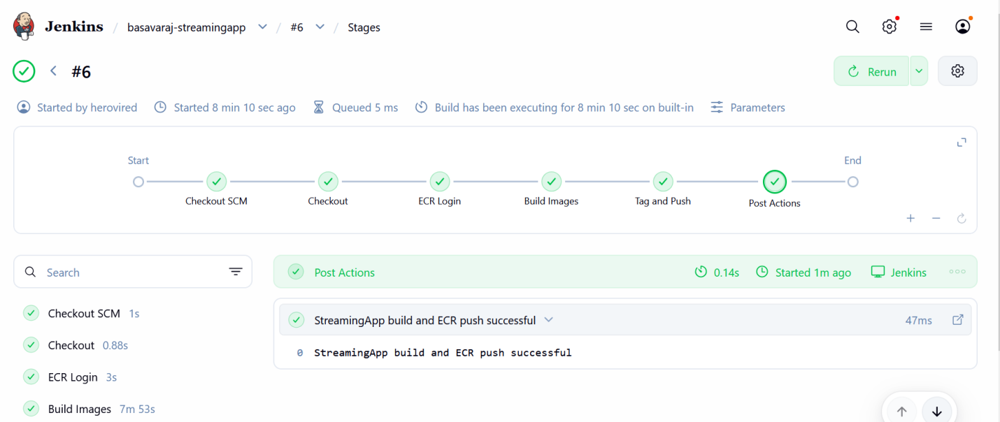 Jenkins / basavaraj-streamingapp / #6 / Stages
#6
Rerun
Started by herovired Started 8 min 10 sec ago Queued 5 ms Build has been executing for 8 min 10 sec on built-in Parameters
Start End
Checkout SCM Checkout ECR Login Build Images Tag and Push Post Actions
Search
Post Actions 0.14s Started 1m ago Jenkins
Checkout SCM 1s
StreamingApp build and ECR push successful 47ms
Checkout 0.88s
0 StreamingApp build and ECR push successful
ECR Login 3s
Build Images 7m 53s